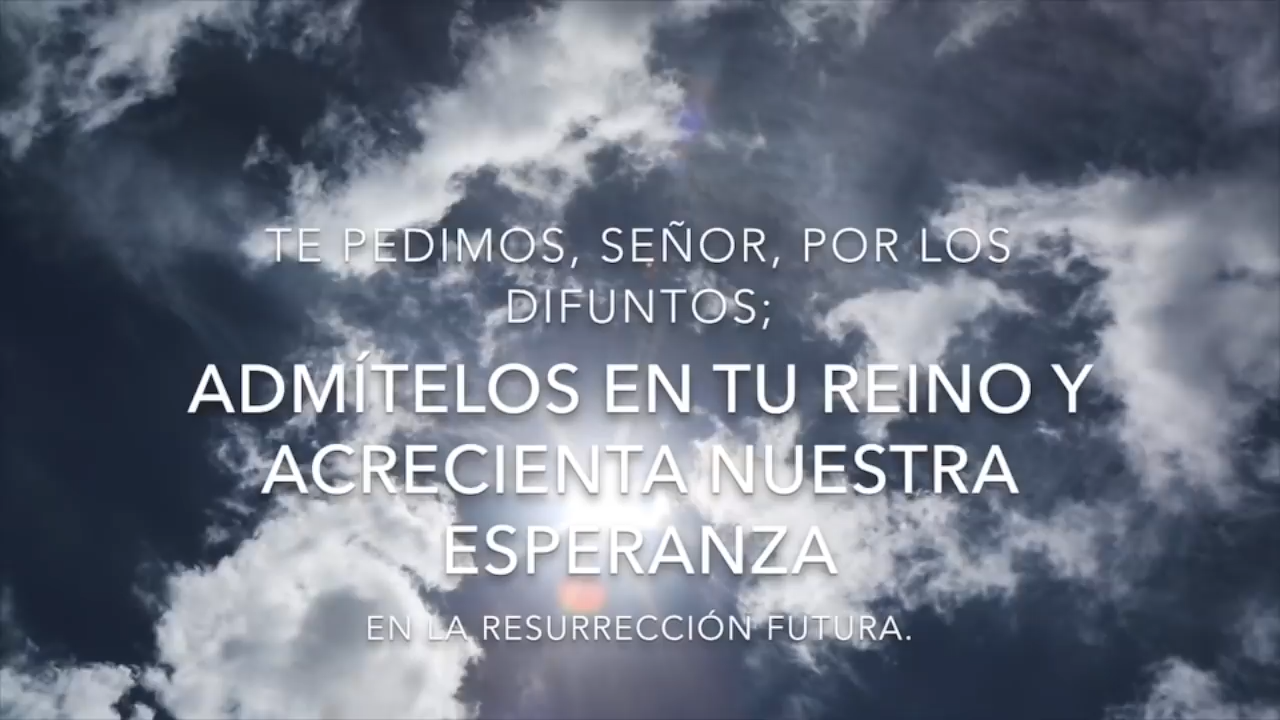 TE PEDIMOS, SEÑOR, POR LOS
DIFUNTOS;
ADMÍTELOS EN TU REINO Y
ACRECIENTA NUESTRA
ESPERANZA
EN LA RESURRECCIÓN FUTURA.